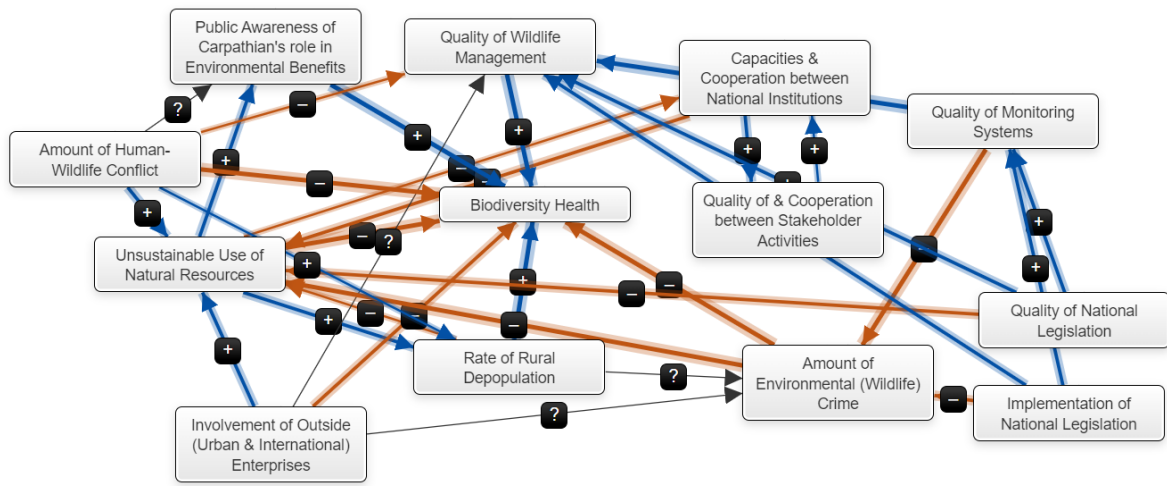 Public Awareness of
Carpathian's role in
Environmental Benefits
Quality of Wildlife
Management
Capacities &
Cooperation between
National Institutions
Quality of Monitoring
Systems
?
–
+
+
+
+
Amount of Human-
Wildlife Conflict
+
–
–
–
+
Biodiversity Health
Quality of & Cooperation
between Stakeholder
Activities
+
+
–
?
–
Unsustainable Use of
Natural Resources
+
+
+
–
–
–
Quality of National
Legislation
+
–
–
–
+
Rate of Rural
Depopulation
?
Amount of
Environmental (Wildlife)
Crime
–
Implementation of
National Legislation
?
Involvement of Outside
(Urban & International)
Enterprises